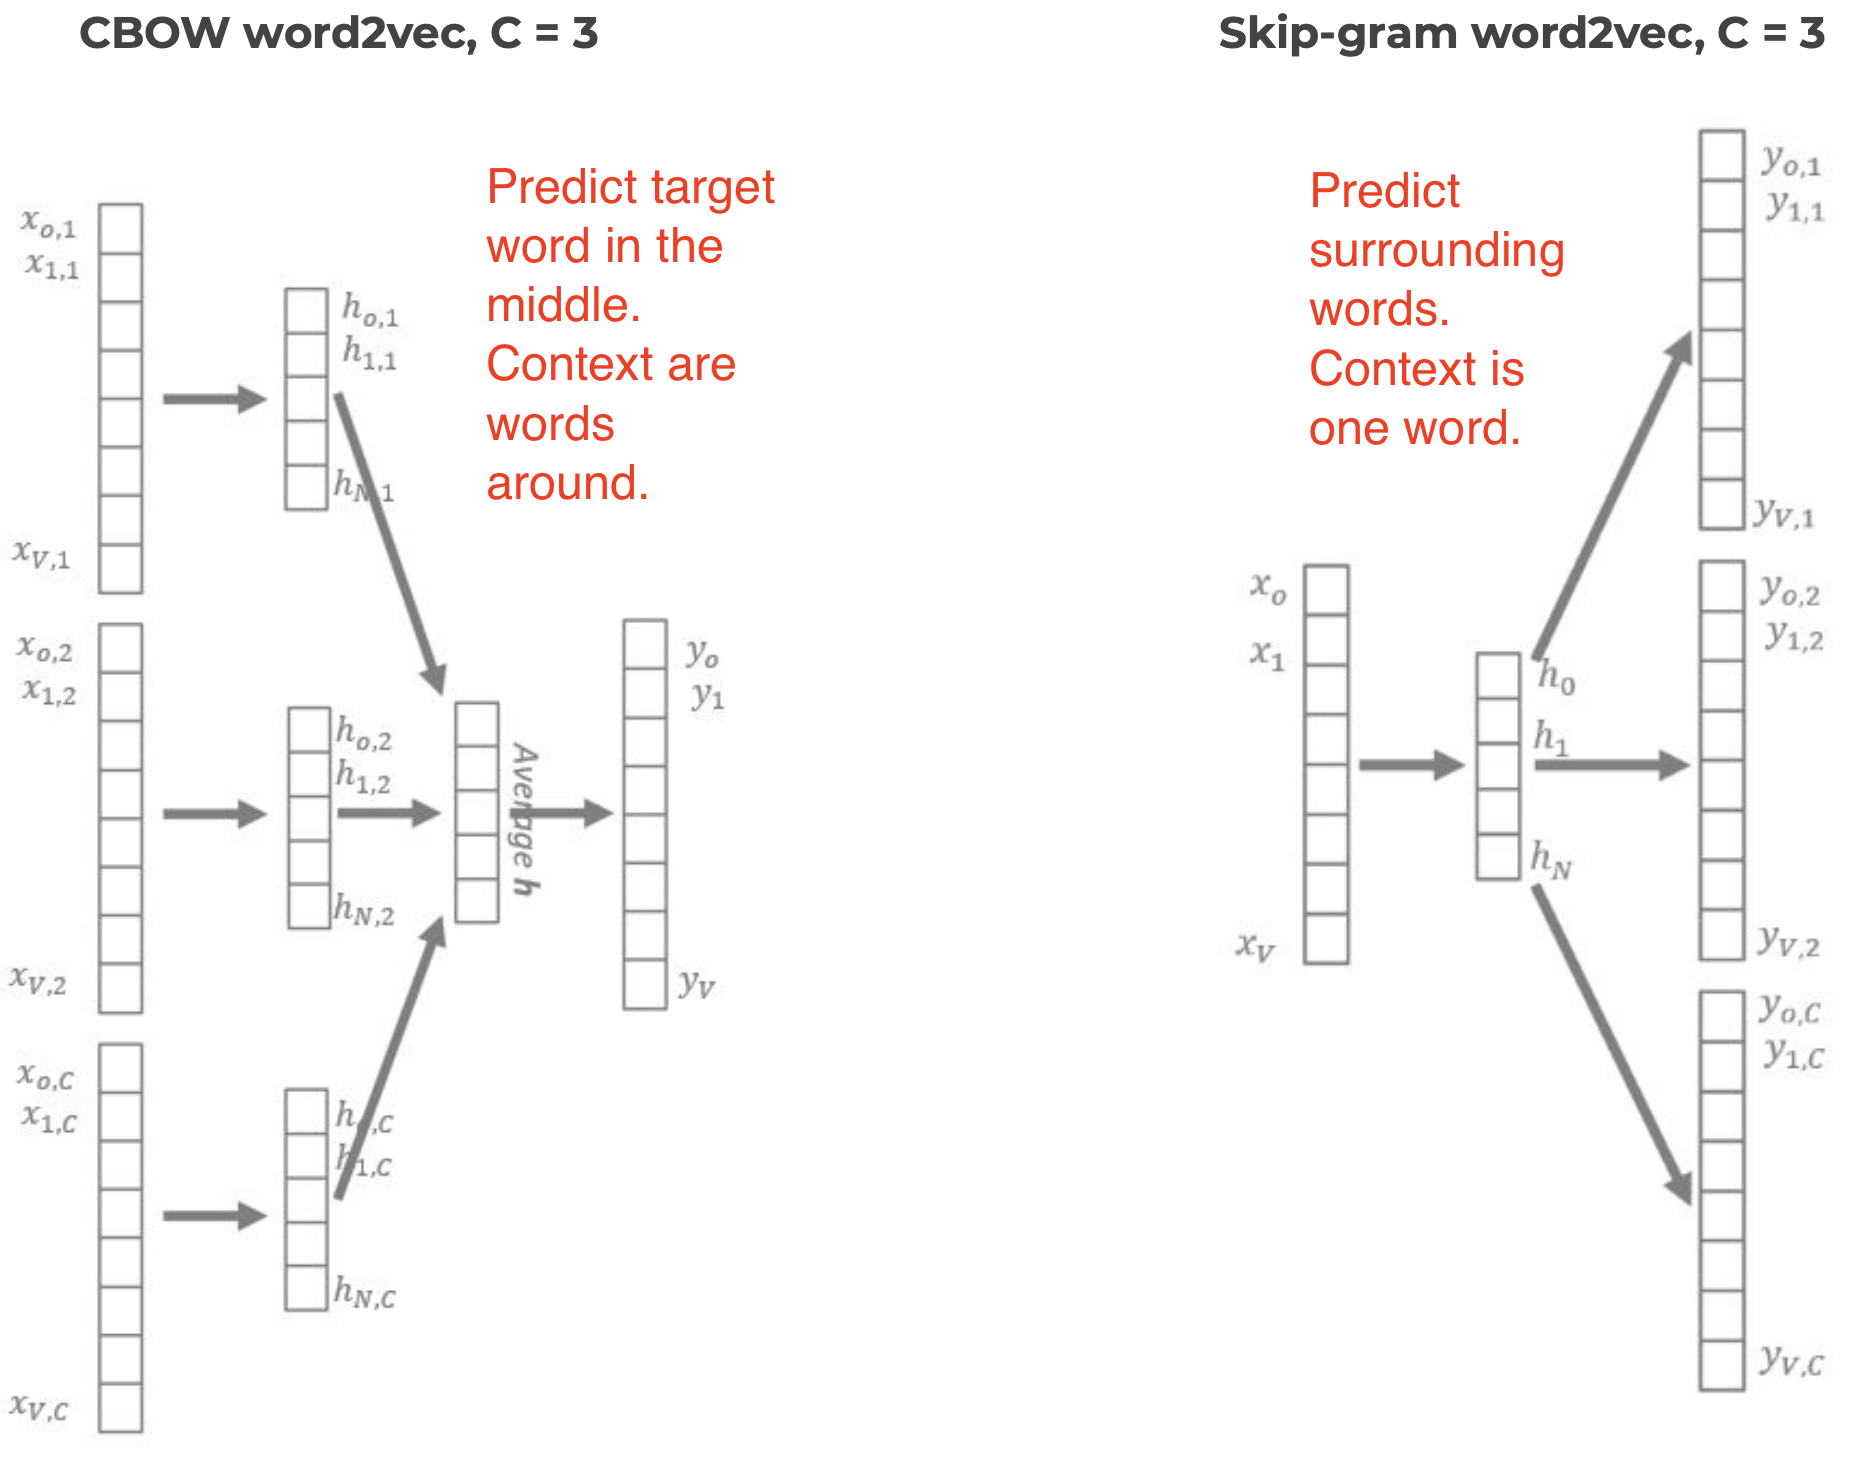 CBOW word2vec, C = 3
Skip-gram word2vec, C = 3
Predict target
word in the
middle.
Context are
words
around.
x_{o,1}
x_{1,1}
x_{V,1}
h_{o,1}
h_{1,1}
h_{N,1}
x_{o,2}
x_{1,2}
x_{V,2}
h_{o,2}
h_{1,2}
h_{N,2}
x_{o,C}
x_{1,C}
x_{V,C}
h_{o,C}
h_{1,C}
h_{N,C}
Average h
y_o
y_1
y_V
Predict
surrounding
words.
Context is
one word.
x_o
x_1
x_V
h_0
h_1
h_N
y_{o,1}
y_{1,1}
y_{V,1}
y_{o,2}
y_{1,2}
y_{V,2}
y_{o,C}
y_{1,C}
y_{V,C}